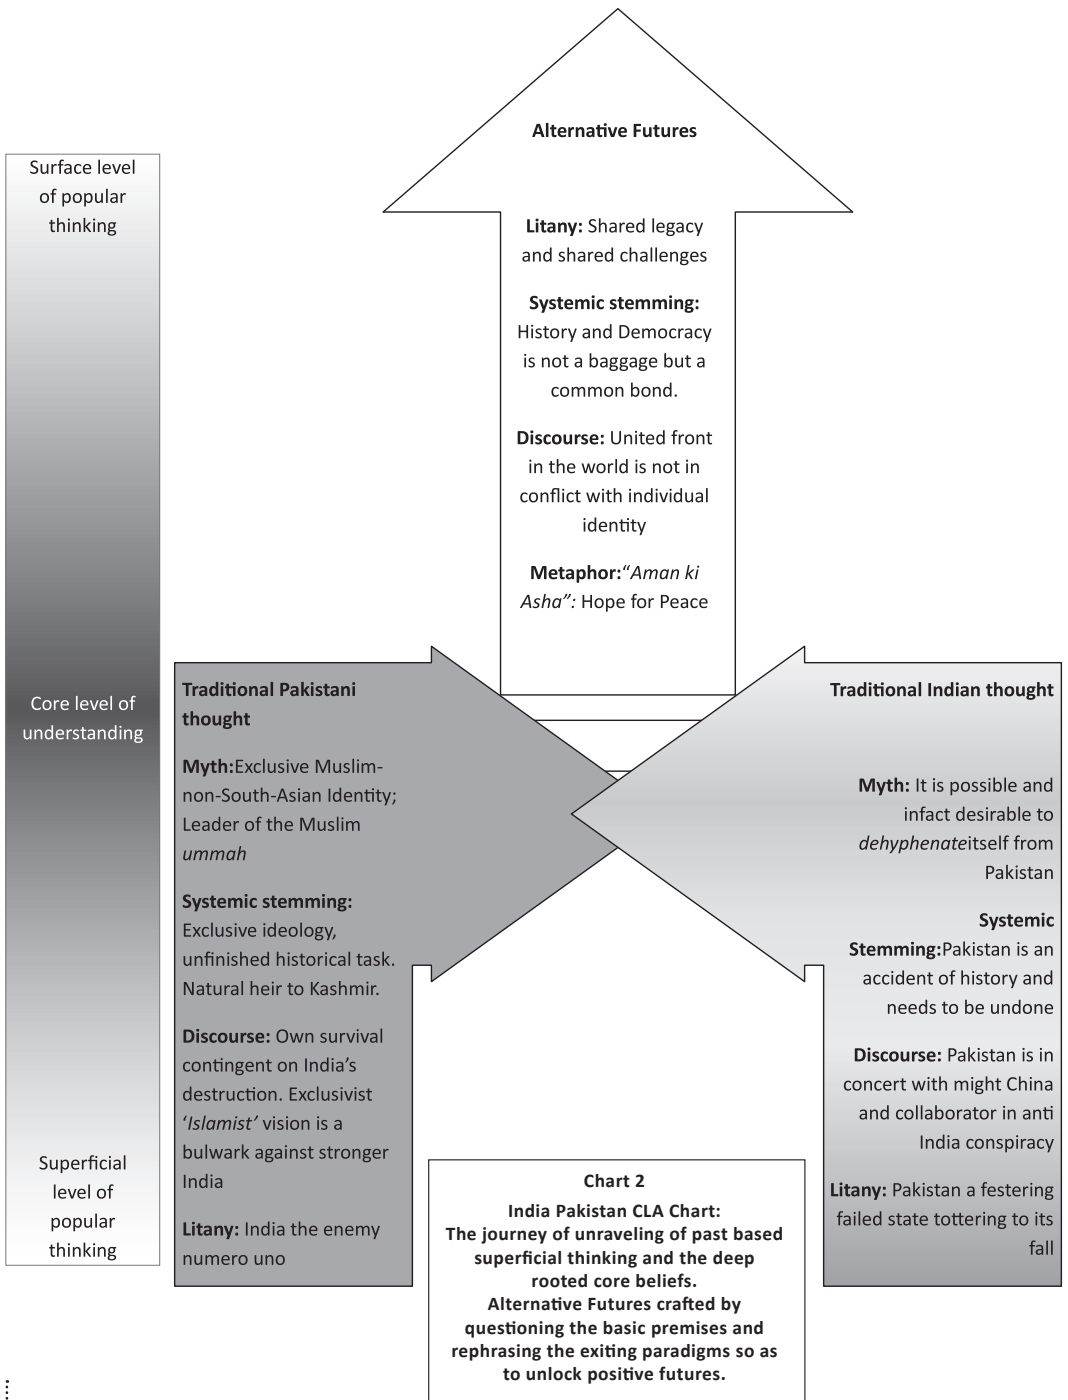 Alternative Futures
Surface level
of popular
thinking
Litany: Shared legacy
and shared challenges
Systemic stemming:
History and Democracy
is not a baggage but a
common bond.
Discourse: United front
in the world is not in
conflict with individual
identity
Metaphor:“Aman ki
Asha”: Hope for Peace
Core level of
understanding
Superficial
level of
popular
thinking
Traditional Pakistani
thought
Myth:Exclusive Muslim-
non-South-Asian Identity;
Leader of the Muslim
ummah
Systemic stemming:
Exclusive ideology,
unfinished historical task.
Natural heir to Kashmir.
Discourse: Own survival
contingent on India’s
destruction. Exclusivist
‘Islamist’ vision is a
bulwark against stronger
India
Litany: India the enemy
numero uno
Traditional Indian thought
Myth: It is possible and
infact desirable to
dehyphenateitself from
Pakistan
Systemic
Stemming:Pakistan is an
accident of history and
needs to be undone
Discourse: Pakistan is in
concert with might China
and collaborator in anti
India conspiracy
Litany: Pakistan a festering
failed state tottering to its
fall
Chart 2
India Pakistan CLA Chart:
The journey of unraveling of past based
superficial thinking and the deep
rooted core beliefs.
Alternative Futures crafted by
questioning the basic premises and
rephrasing the exiting paradigms so as
to unlock positive futures.